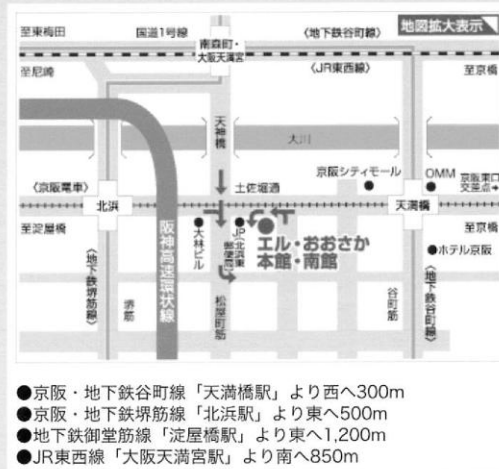 至東梅田
国道1号線
〈地下鉄谷町線〉
地図拡大表示
南森町・
大阪天満宮
至尼崎
〈JR東西線〉
至京橋
天神橋
大川
京阪シティモール
OMM
京阪東口
交差点
〈京阪電車〉
土佐堀通
北浜
天満橋
至淀屋橋
至京橋
阪神高速環状線
大林ビル
JP北浜東
郵便局
エル・おおさか
本館・南館
ホテル京阪
〈地下鉄堺筋線〉
堺筋
松屋町筋
谷町筋
〈地下鉄谷町線〉
●京阪・地下鉄谷町線「天満橋駅」より西へ300m
●京阪・地下鉄堺筋線「北浜駅」より東へ500m
●地下鉄御堂筋線「淀屋橋駅」より東へ1,200m
●JR東西線「大阪天満宮駅」より南へ850m